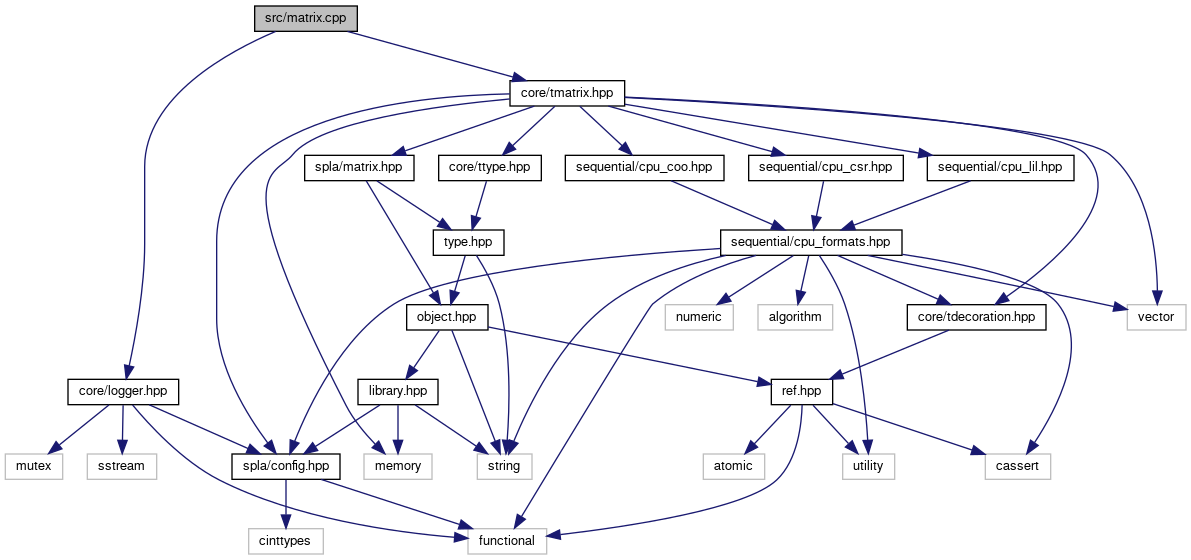 src/matrix.cpp
core/tmatrix.hpp
spla/matrix.hpp
core/ttype.hpp
sequential/cpu_coo.hpp
sequential/cpu_csr.hpp
sequential/cpu_lil.hpp
type.hpp
sequential/cpu_formats.hpp
object.hpp
numeric
algorithm
core/tdecoration.hpp
vector
core/logger.hpp
library.hpp
ref.hpp
mutex
sstream
spla/config.hpp
memory
string
atomic
utility
cassert
cinttypes
functional